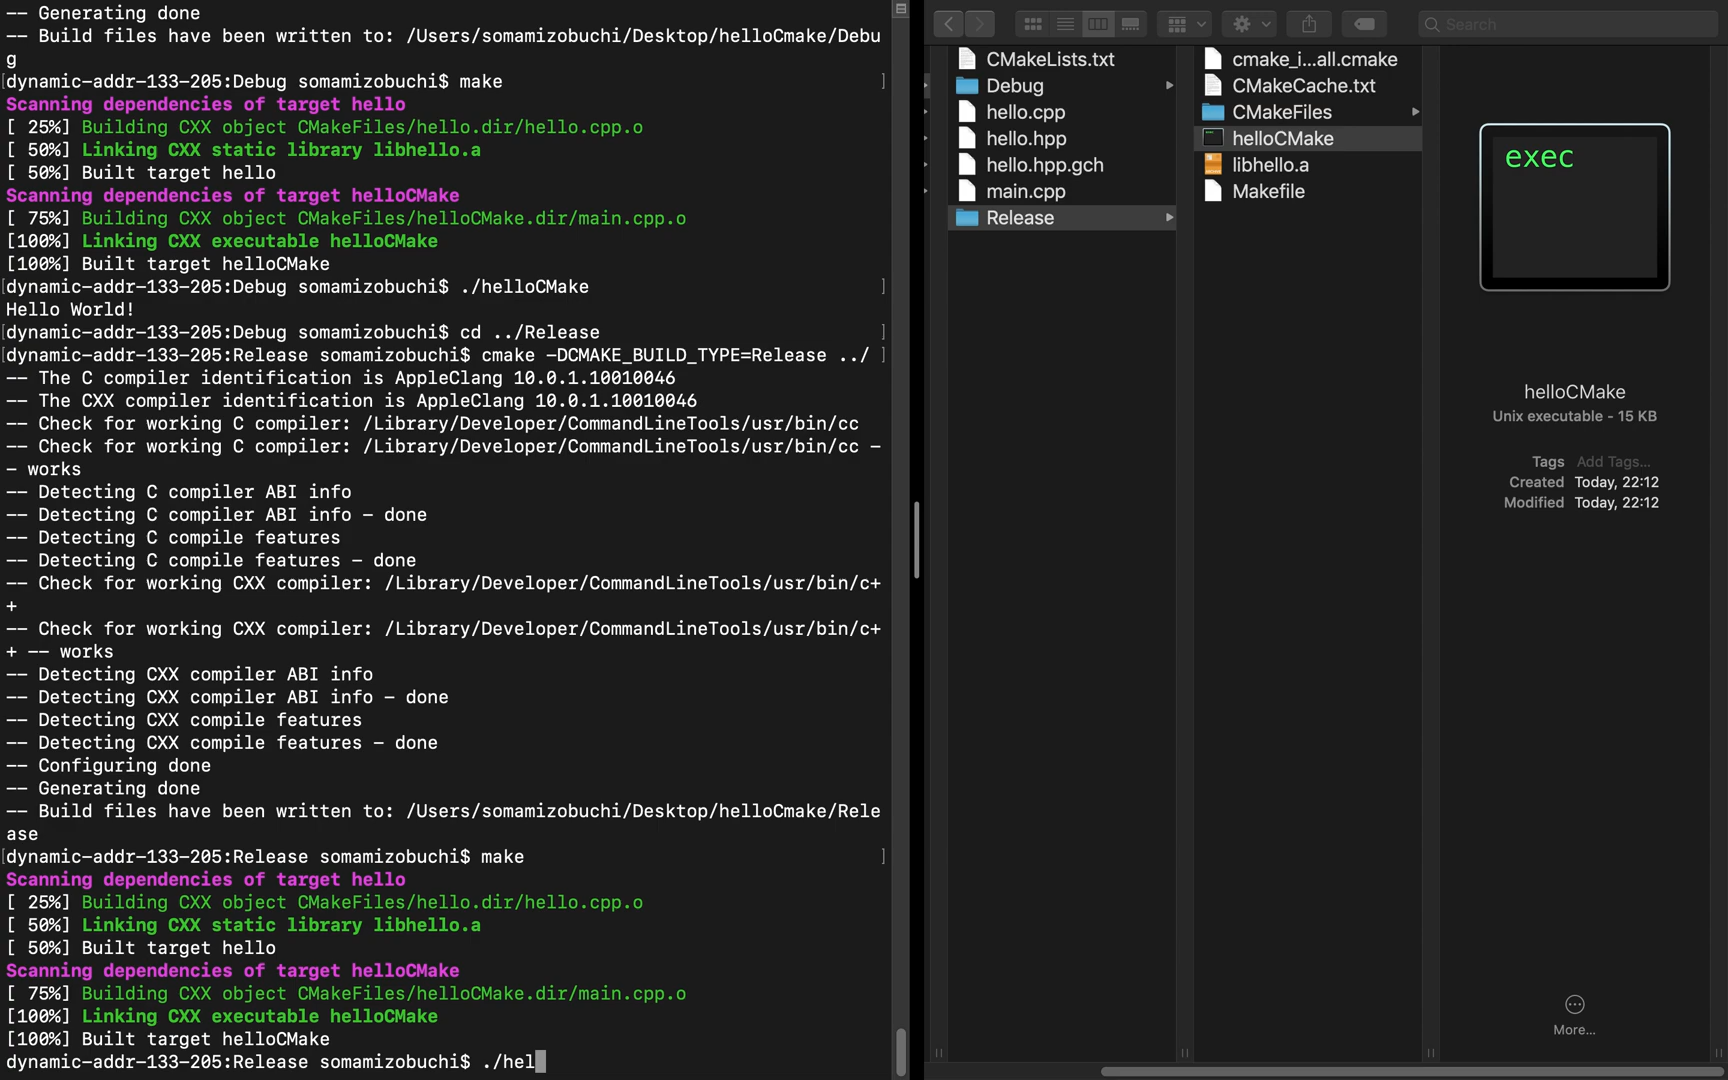 -- Generating done
-- Build files have been written to: /Users/somamizobuchi/Desktop/helloCmake/Debu
g
[dynamic-addr-133-205:Debug somamizobuchi$ make ]
Scanning dependencies of target hello
[ 25%] Building CXX object CMakeFiles/hello.dir/hello.cpp.o
[ 50%] Linking CXX static library libhello.a
[ 50%] Built target hello
Scanning dependencies of target helloCMake
[ 75%] Building CXX object CMakeFiles/helloCMake.dir/main.cpp.o
[100%] Linking CXX executable helloCMake
[100%] Built target helloCMake
[dynamic-addr-133-205:Debug somamizobuchi$ ./helloCMake ]
Hello World!
[dynamic-addr-133-205:Debug somamizobuchi$ cd ../Release ]
[dynamic-addr-133-205:Release somamizobuchi$ cmake -DCMAKE_BUILD_TYPE=Release ../ ]
-- The C compiler identification is AppleClang 10.0.1.10010046
-- The CXX compiler identification is AppleClang 10.0.1.10010046
-- Check for working C compiler: /Library/Developer/CommandLineTools/usr/bin/cc
-- Check for working C compiler: /Library/Developer/CommandLineTools/usr/bin/cc -
- works
-- Detecting C compiler ABI info
-- Detecting C compiler ABI info - done
-- Detecting C compile features
-- Detecting C compile features - done
-- Check for working CXX compiler: /Library/Developer/CommandLineTools/usr/bin/c+
+
-- Check for working CXX compiler: /Library/Developer/CommandLineTools/usr/bin/c+
+ -- works
-- Detecting CXX compiler ABI info
-- Detecting CXX compiler ABI info - done
-- Detecting CXX compile features
-- Detecting CXX compile features - done
-- Configuring done
-- Generating done
-- Build files have been written to: /Users/somamizobuchi/Desktop/helloCmake/Rele
ase
[dynamic-addr-133-205:Release somamizobuchi$ make ]
Scanning dependencies of target hello
[ 25%] Building CXX object CMakeFiles/hello.dir/hello.cpp.o
[ 50%] Linking CXX static library libhello.a
[ 50%] Built target hello
Scanning dependencies of target helloCMake
[ 75%] Building CXX object CMakeFiles/helloCMake.dir/main.cpp.o
[100%] Linking CXX executable helloCMake
[100%] Built target helloCMake
dynamic-addr-133-205:Release somamizobuchi$ ./hel
Search
CMakeLists.txt
Debug
hello.cpp
hello.hpp
hello.hpp.gch
main.cpp
Release
cmake_i...all.cmake
CMakeCache.txt
CMakeFiles
helloCMake
libhello.a
Makefile
exec
helloCMake
Unix executable - 15 KB
Tags Add Tags...
Created Today, 22:12
Modified Today, 22:12
More...